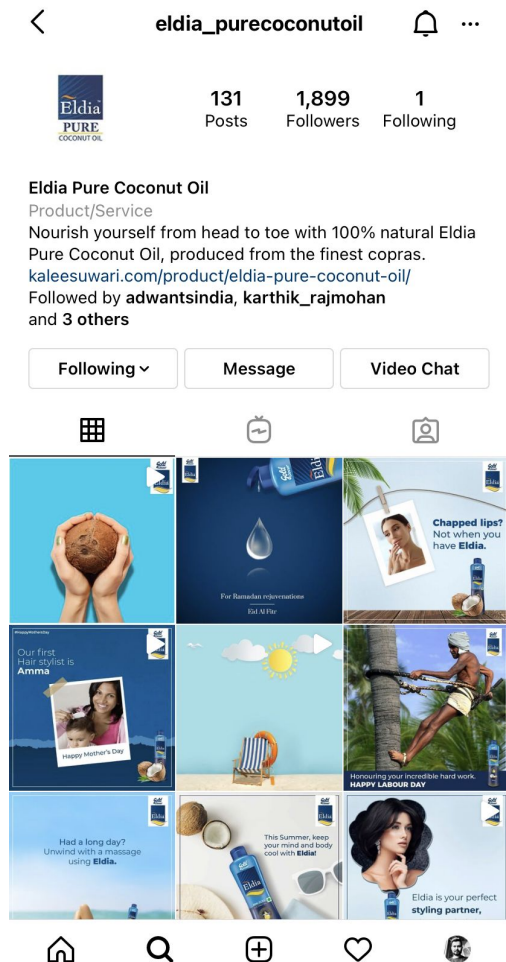 eldia_purecoconutoil
Eldia
PURE
COCONUT OIL
131
Posts
1,899
Followers
1
Following
Eldia Pure Coconut Oil
Product/Service
Nourish yourself from head to toe with 100% natural Eldia
Pure Coconut Oil, produced from the finest copras.
kaleesuwari.com/product/eldia-pure-coconut-oil/
Followed by adwantsindia, karthik_rajmohan
and 3 others
Following
Message
Video Chat
For Ramadan rejuvenations
Eid Al Fitr
Chapped lips?
Not when you
have Eldia.
#HappyMothersDay
Our first
Hair stylist is
Amma
Happy Mother's Day
Honouring your incredible hard work.
HAPPY LABOUR DAY
Had a long day?
Unwind with a massage
using Eldia.
This Summer, keep
your mind and body
cool with Eldia!
Eldia
Eldia is your perfect
styling partner,